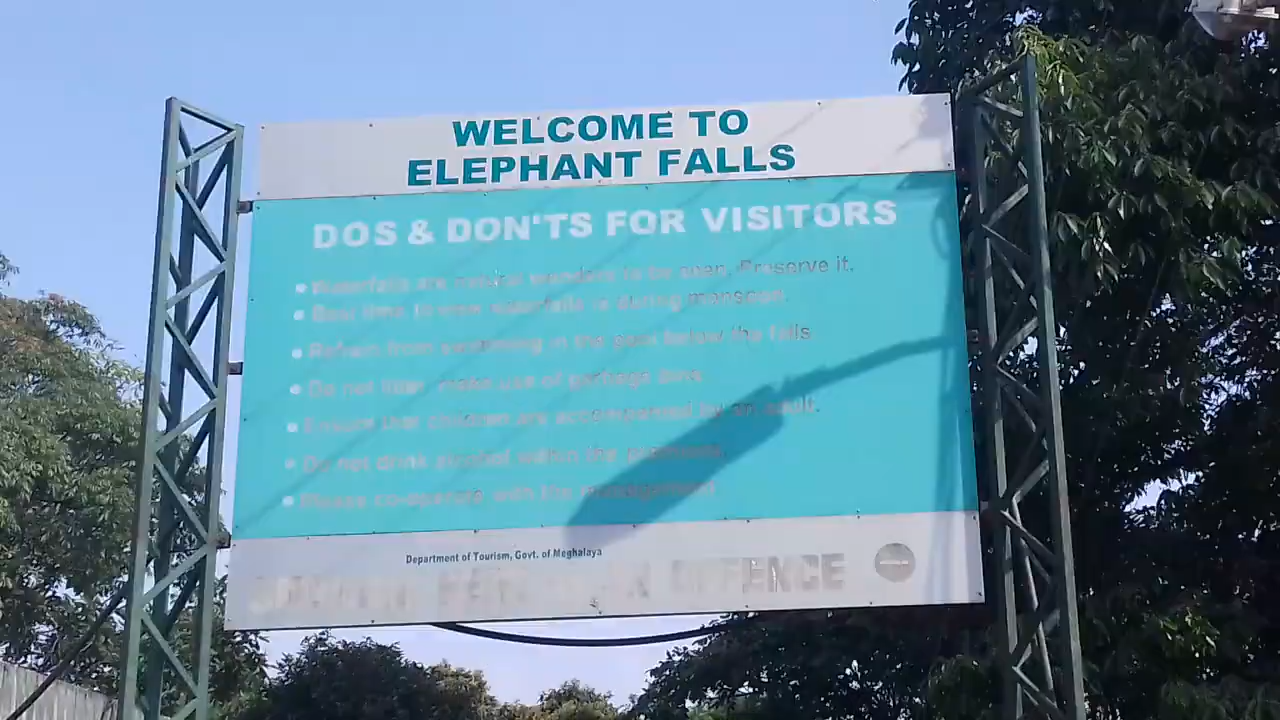 WELCOME TO
ELEPHANT FALLS
DOS & DON'TS FOR VISITORS
Waterfalls are natural wonders to be seen. Preserve it.
Best time to view waterfalls is during monsoon.
Refrain from swimming in the pool below the falls
Do not litter make use of garbage bins.
Ensure that children are accompanied by an adult.
Do not drink alcohol within the premises.
Please co-operate with the management
Department of Tourism, Govt. of Meghalaya
OFFENCE